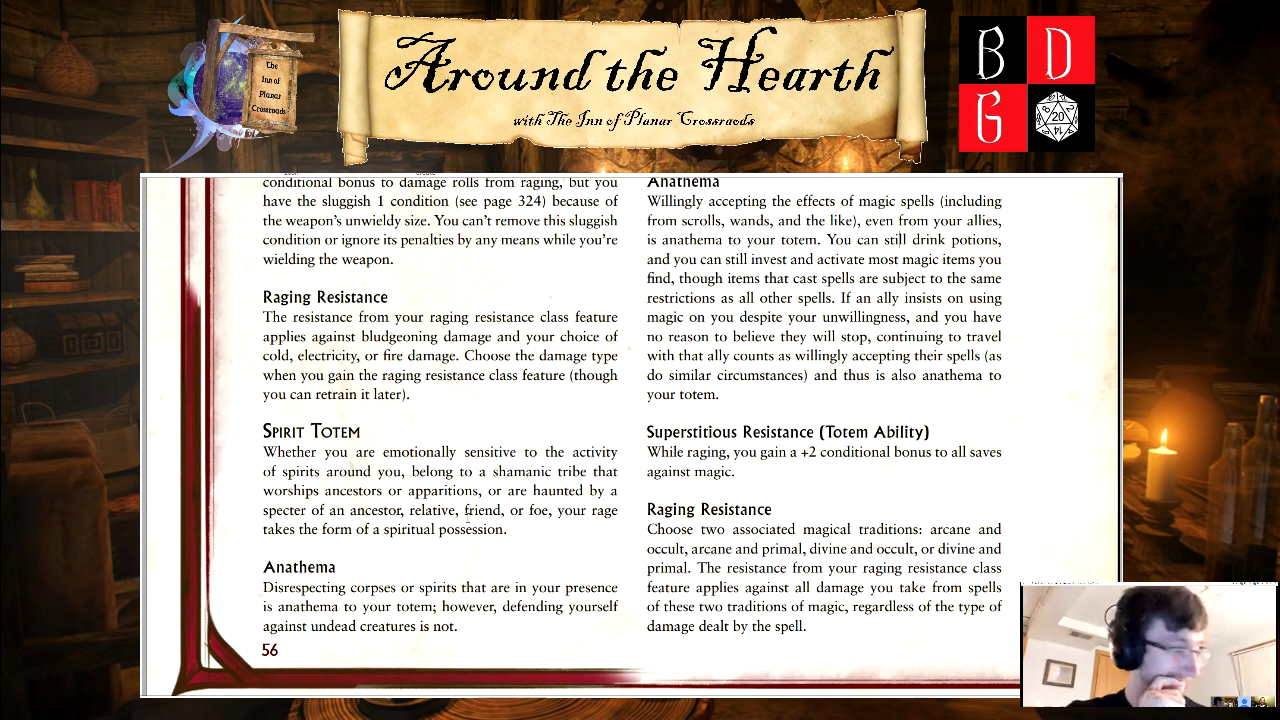 The
Inn of
Planar
Crossroads
Around the Hearth
with The Inn of Planar Crossraods
B D
G 20
conditional bonus to damage rolls from raging, but you
have the sluggish 1 condition (see page 324) because of
the weapon's unwieldy size. You can't remove this sluggish
condition or ignore its penalties by any means while you're
wielding the weapon.
Raging Resistance
The resistance from your raging resistance class feature
applies against bludgeoning damage and your choice of
cold, electricity, or fire damage. Choose the damage type
when you gain the raging resistance class feature (though
you can retrain it later).
SPIRIT TOTEM
Whether you are emotionally sensitive to the activity
of spirits around you, belong to a shamanic tribe that
worships ancestors or apparitions, or are haunted by a
specter of an ancestor, relative, friend, or foe, your rage
takes the form of a spiritual possession.
Anathema
Disrespecting corpses or spirits that are in your presence
is anathema to your totem; however, defending yourself
against undead creatures is not.
56
Anathema
Willingly accepting the effects of magic spells (including
from scrolls, wands, and the like), even from your allies,
is anathema to your totem. You can still drink potions,
and you can still invest and activate most magic items you
find, though items that cast spells are subject to the same
restrictions as all other spells. If an ally insists on using
magic on you despite your unwillingness, and you have
no reason to believe they will stop, continuing to travel
with that ally counts as willingly accepting their spells (as
do similar circumstances) and thus is also anathema to
your totem.
Superstitious Resistance (Totem Ability)
While raging, you gain a +2 conditional bonus to all saves
against magic.
Raging Resistance
Choose two associated magical traditions: arcane and
occult, arcane and primal, divine and occult, or divine and
primal. The resistance from your raging resistance class
feature applies against all damage you take from spells
of these two traditions of magic, regardless of the type of
damage dealt by the spell.